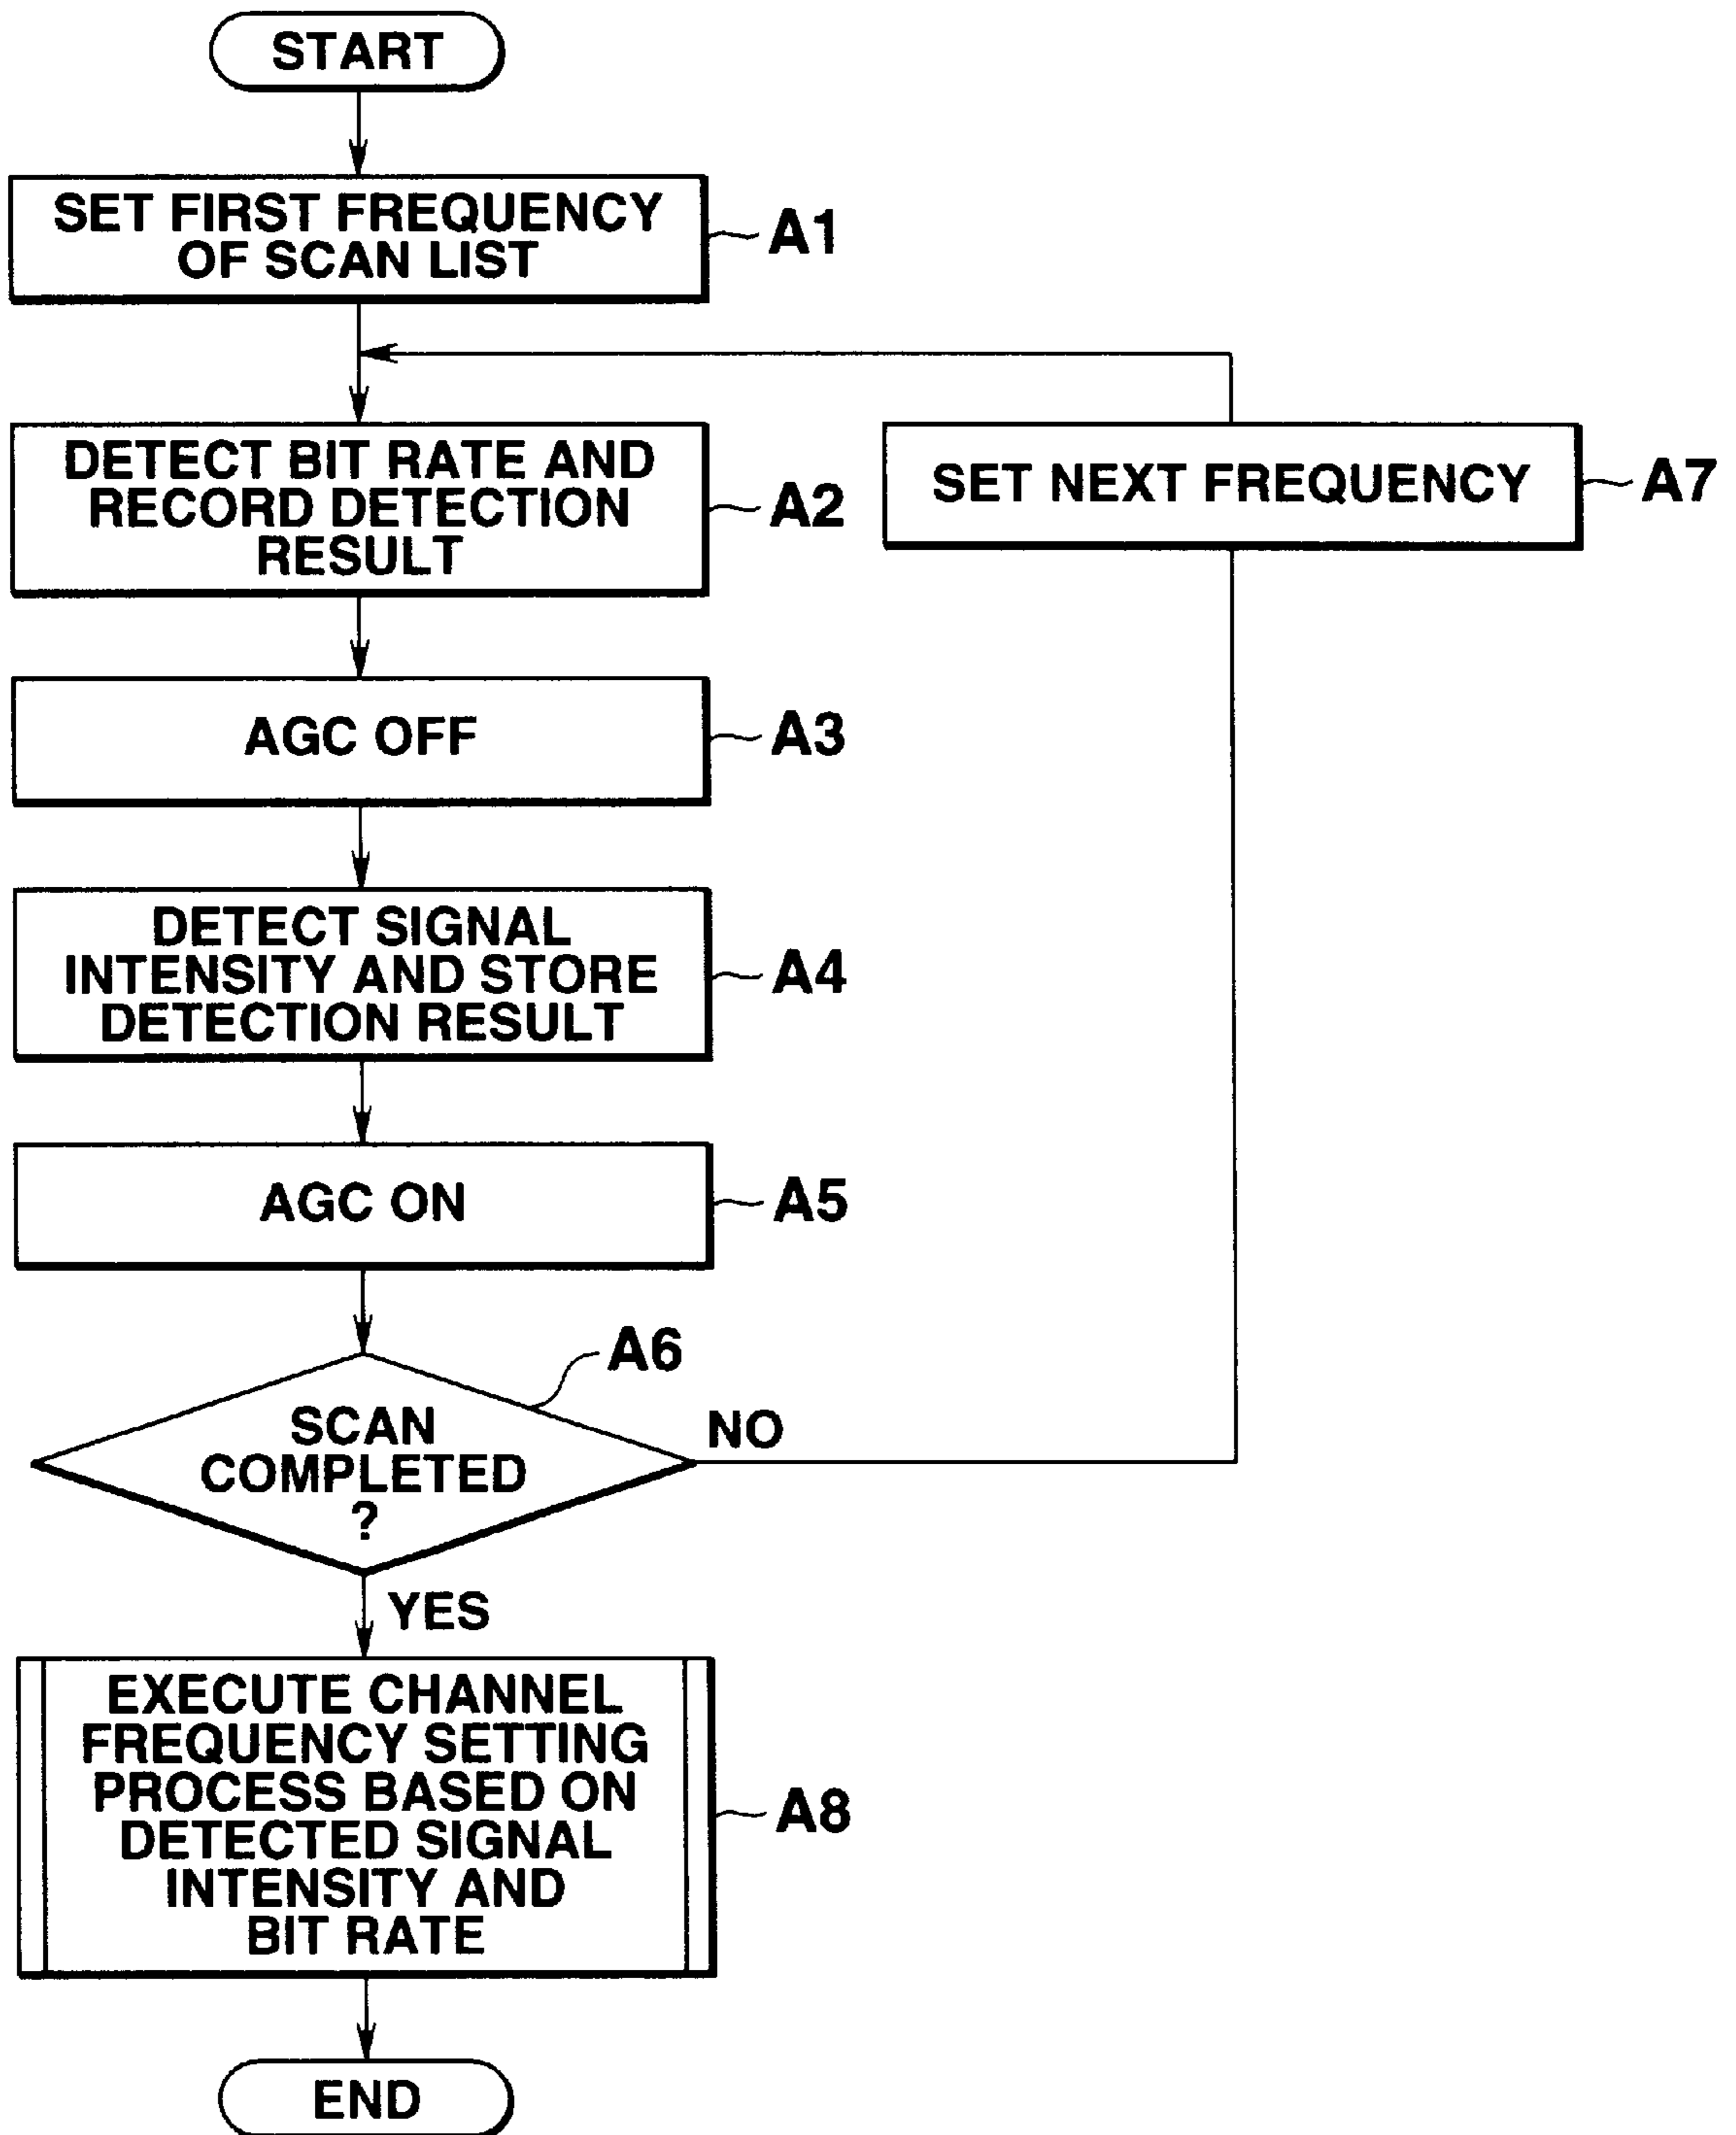 START
SET FIRST FREQUENCY
OF SCAN LIST
A1
DETECT BIT RATE AND
RECORD DETECTION
RESULT
A2
SET NEXT FREQUENCY
A7
AGC OFF
A3
DETECT SIGNAL
INTENSITY AND STORE
DETECTION RESULT
A4
AGC ON
A5
A6
SCAN
COMPLETED
?
NO
YES
EXECUTE CHANNEL
FREQUENCY SETTING
PROCESS BASED ON
DETECTED SIGNAL
INTENSITY AND
BIT RATE
A8
END